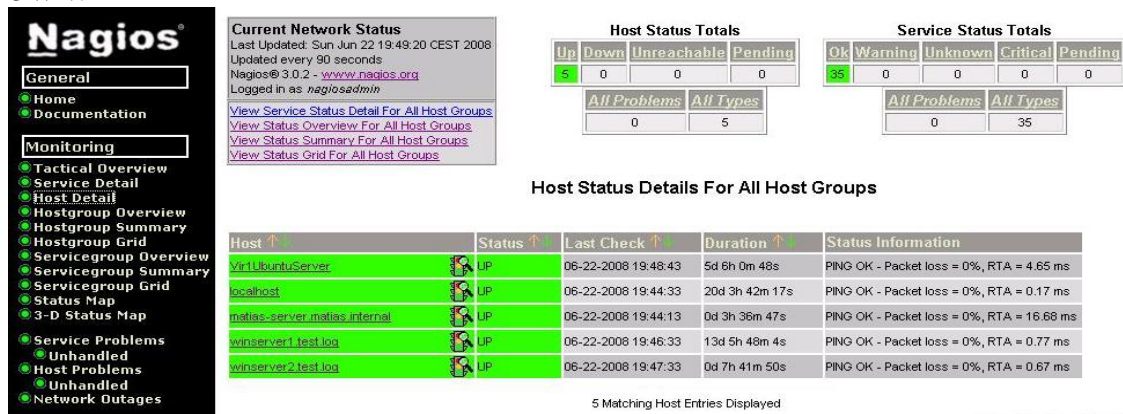 Nagios®
General
Home
Documentation
Monitoring
Tactical Overview
Service Detail
Host Detail
Hostgroup Overview
Hostgroup Summary
Hostgroup Grid
Servicegroup Overview
Servicegroup Summary
Servicegroup Grid
Status Map
3-D Status Map
Service Problems
Unhandled
Host Problems
Unhandled
Network Outages
Current Network Status
Last Updated: Sun Jun 22 19:49:20 CEST 2008
Updated every 90 seconds
Nagios® 3.0.2 - www.nagios.org
Logged in as nagiosadmin
View Service Status Detail For All Host Groups
View Status Overview For All Host Groups
View Status Summary For All Host Groups
View Status Grid For All Host Groups
Host Status Totals
Up Down Unreachable Pending
5 0 0 0
All Problems All Types
0 5
Service Status Totals
Ok Warning Unknown Critical Pending
35 0 0 0 0
All Problems All Types
0 35
Host Status Details For All Host Groups
Host Status Last Check Duration Status Information
Vir1UbuntuServer UP 06-22-2008 19:48:43 5d 6h 0m 48s PING OK - Packet loss = 0%, RTA = 4.65 ms
localhost UP 06-22-2008 19:44:33 20d 3h 42m 17s PING OK - Packet loss = 0%, RTA = 0.17 ms
matias-server.matias.internal UP 06-22-2008 19:44:13 0d 3h 36m 47s PING OK - Packet loss = 0%, RTA = 16.68 ms
winserver1.test.log UP 06-22-2008 19:46:33 13d 5h 48m 4s PING OK - Packet loss = 0%, RTA = 0.77 ms
winserver2.test.log UP 06-22-2008 19:47:33 0d 7h 41m 50s PING OK - Packet loss = 0%, RTA = 0.67 ms
5 Matching Host Entries Displayed